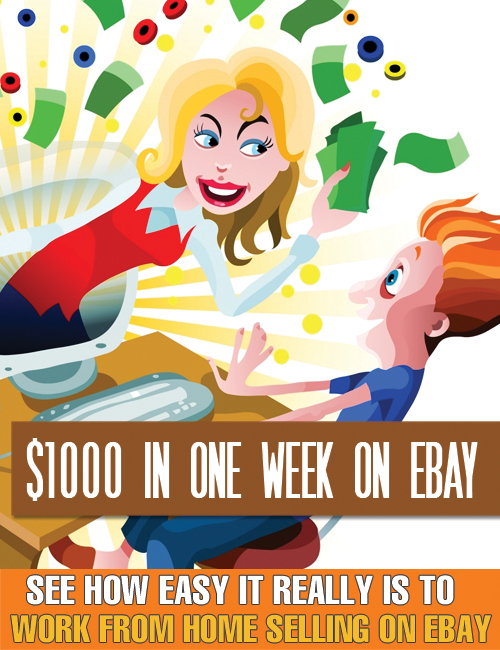 $1000 IN ONE WEEK ON EBAY
SEE HOW EASY IT REALLY IS TO
WORK FROM HOME SELLING ON EBAY